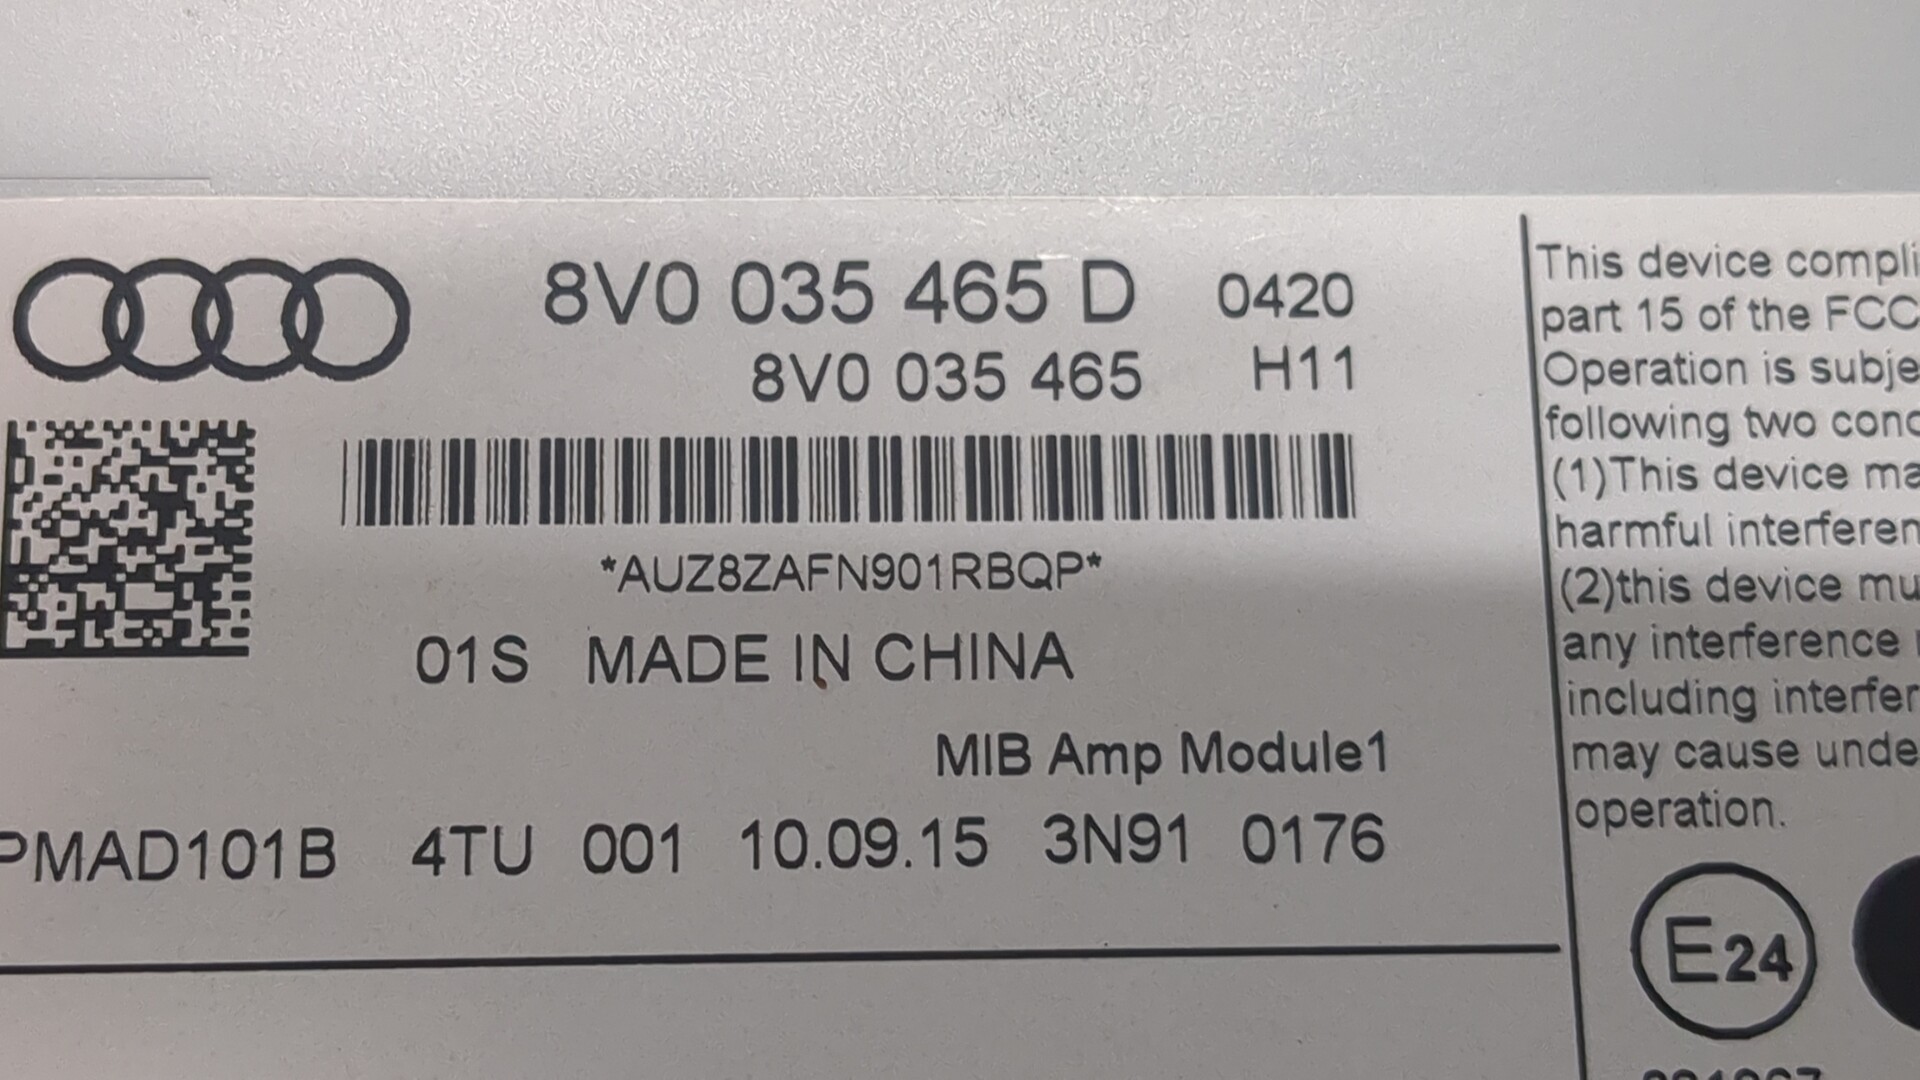 8V0 035 465 D 0420
8V0 035 465 H11
*AUZ8ZAFN901RBQP*
01S MADE IN CHINA
MIB Amp Module1
PMAD101B 4TU 001 10.09.15 3N91 0176
This device compli
part 15 of the FCC
Operation is subje
following two conc
(1)This device ma
harmful interferen
(2)this device mu
any interference
including interfer
may cause unde
operation.
E24